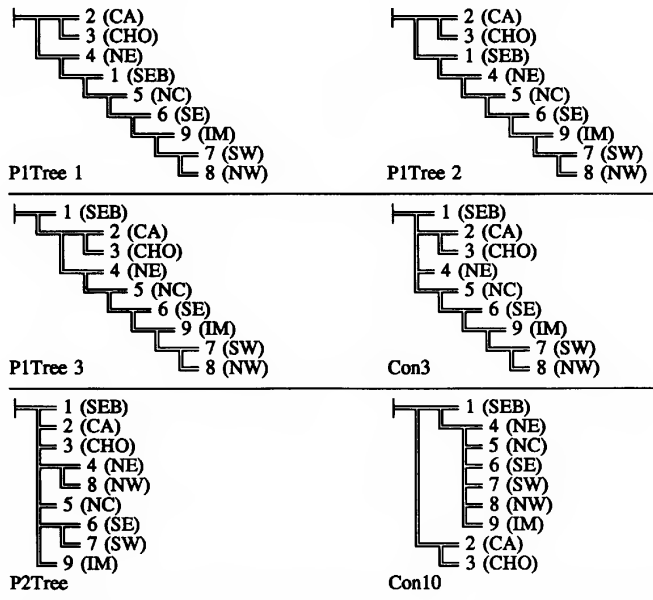 2 (CA)
3 (CHO)
4 (NE)
1 (SEB)
5 (NC)
6 (SE)
9 (IM)
7 (SW)
8 (NW)
P1Tree 1
2 (CA)
3 (CHO)
1 (SEB)
4 (NE)
5 (NC)
6 (SE)
9 (IM)
7 (SW)
8 (NW)
P1Tree 2
1 (SEB)
2 (CA)
3 (CHO)
4 (NE)
5 (NC)
6 (SE)
9 (IM)
7 (SW)
8 (NW)
P1Tree 3
1 (SEB)
2 (CA)
3 (CHO)
4 (NE)
5 (NC)
6 (SE)
9 (IM)
7 (SW)
8 (NW)
Con3
1 (SEB)
2 (CA)
3 (CHO)
4 (NE)
8 (NW)
5 (NC)
6 (SE)
7 (SW)
9 (IM)
P2Tree
1 (SEB)
4 (NE)
5 (NC)
6 (SE)
7 (SW)
8 (NW)
9 (IM)
2 (CA)
3 (CHO)
Con10